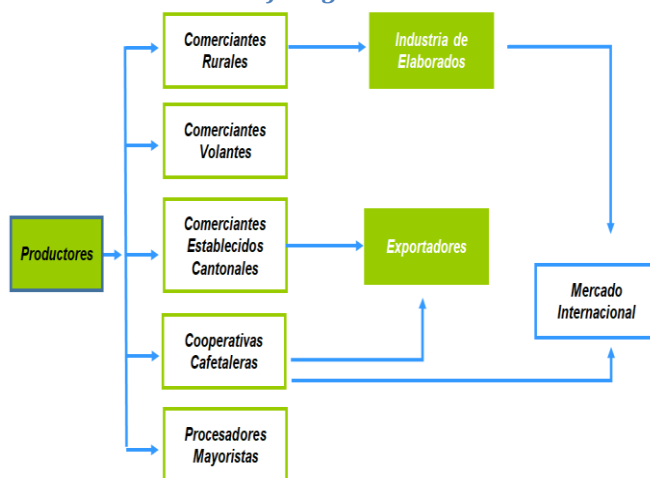 Comerciantes
Rurales
Industria de
Elaborados
Comerciantes
Volantes
Productores
Comerciantes
Establecidos
Cantonales
Exportadores
Mercado
Internacional
Cooperativas
Cafetaleras
Procesadores
Mayoristas